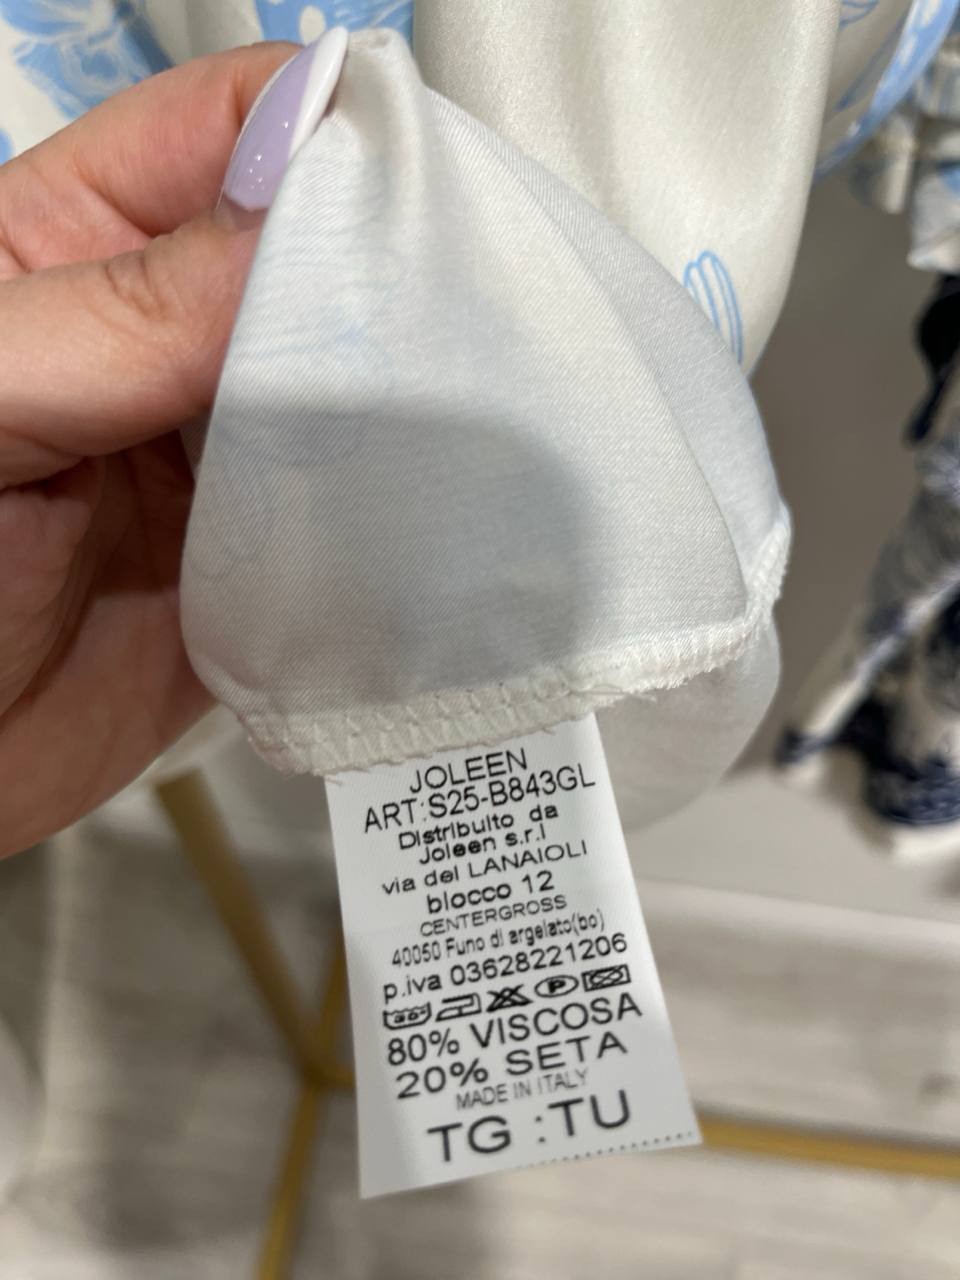 JOLEEN
ART:S25-B843GL
Distribuito da
Joleen s.r.l
via del LANAIOLI
blocco 12
CENTERGROSS
40050 Funo di argelato(bo)
p.iva 03628221206
P
80% VISCOSA
20% SETA
MADE IN ITALY
TG :TU